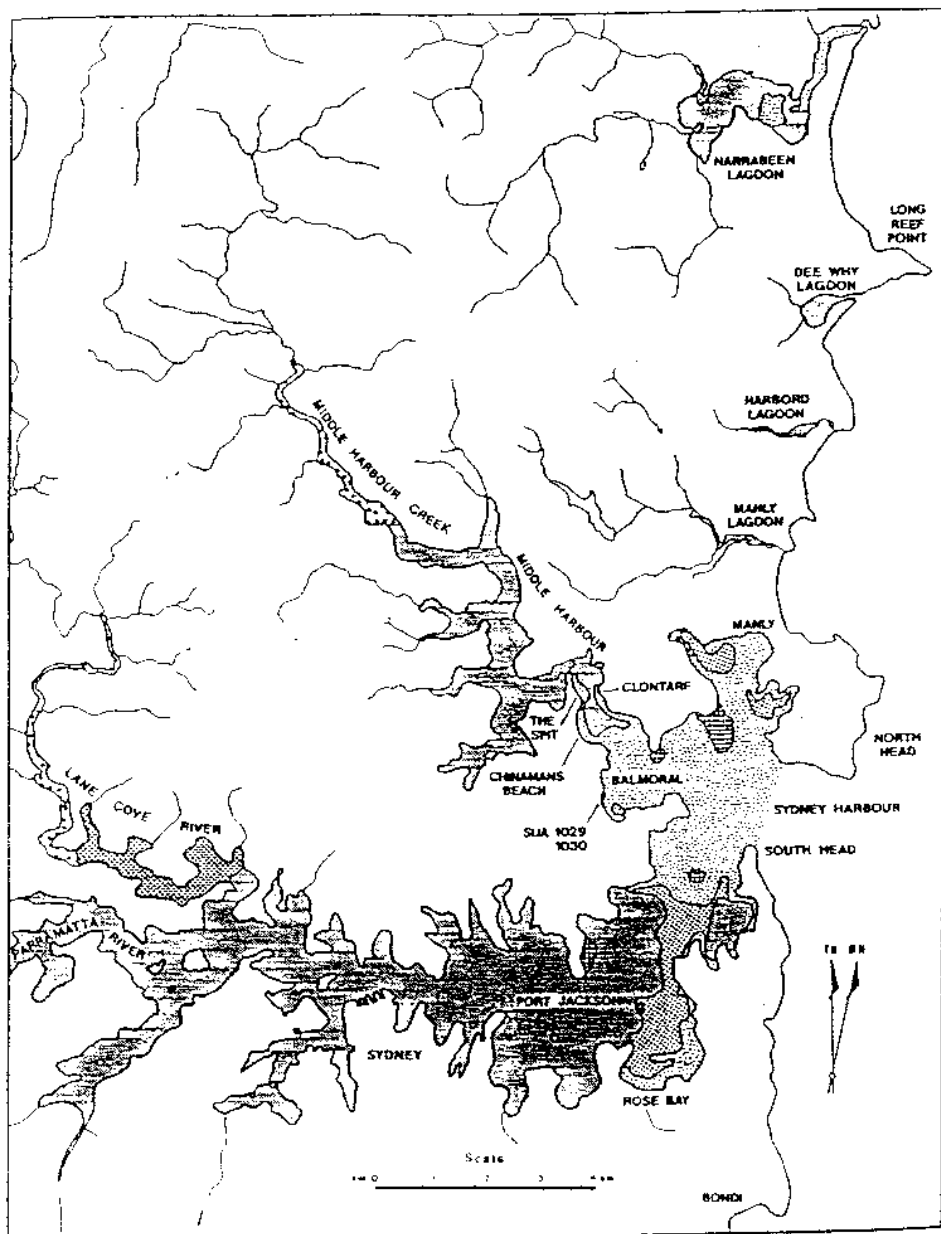 NARRABEEN
LAGOON
LONG
REEF
POINT
DEE WHY
LAGOON
HARBORD
LAGOON
MIDDLE HARBOUR CREEK
MANLY
LAGOON
MIDDLE HARBOUR
MANLY
CLONTARF
THE
SPIT
NORTH
HEAD
CHINAMANS
BEACH
BALMORAL
LANE COVE RIVER
SYDNEY HARBOUR
SUA 1029
1030
SOUTH HEAD
PARRAMATTA
RIVER
PORT JACKSON
SYDNEY
ROSE BAY
Scale
0
2
BONDI